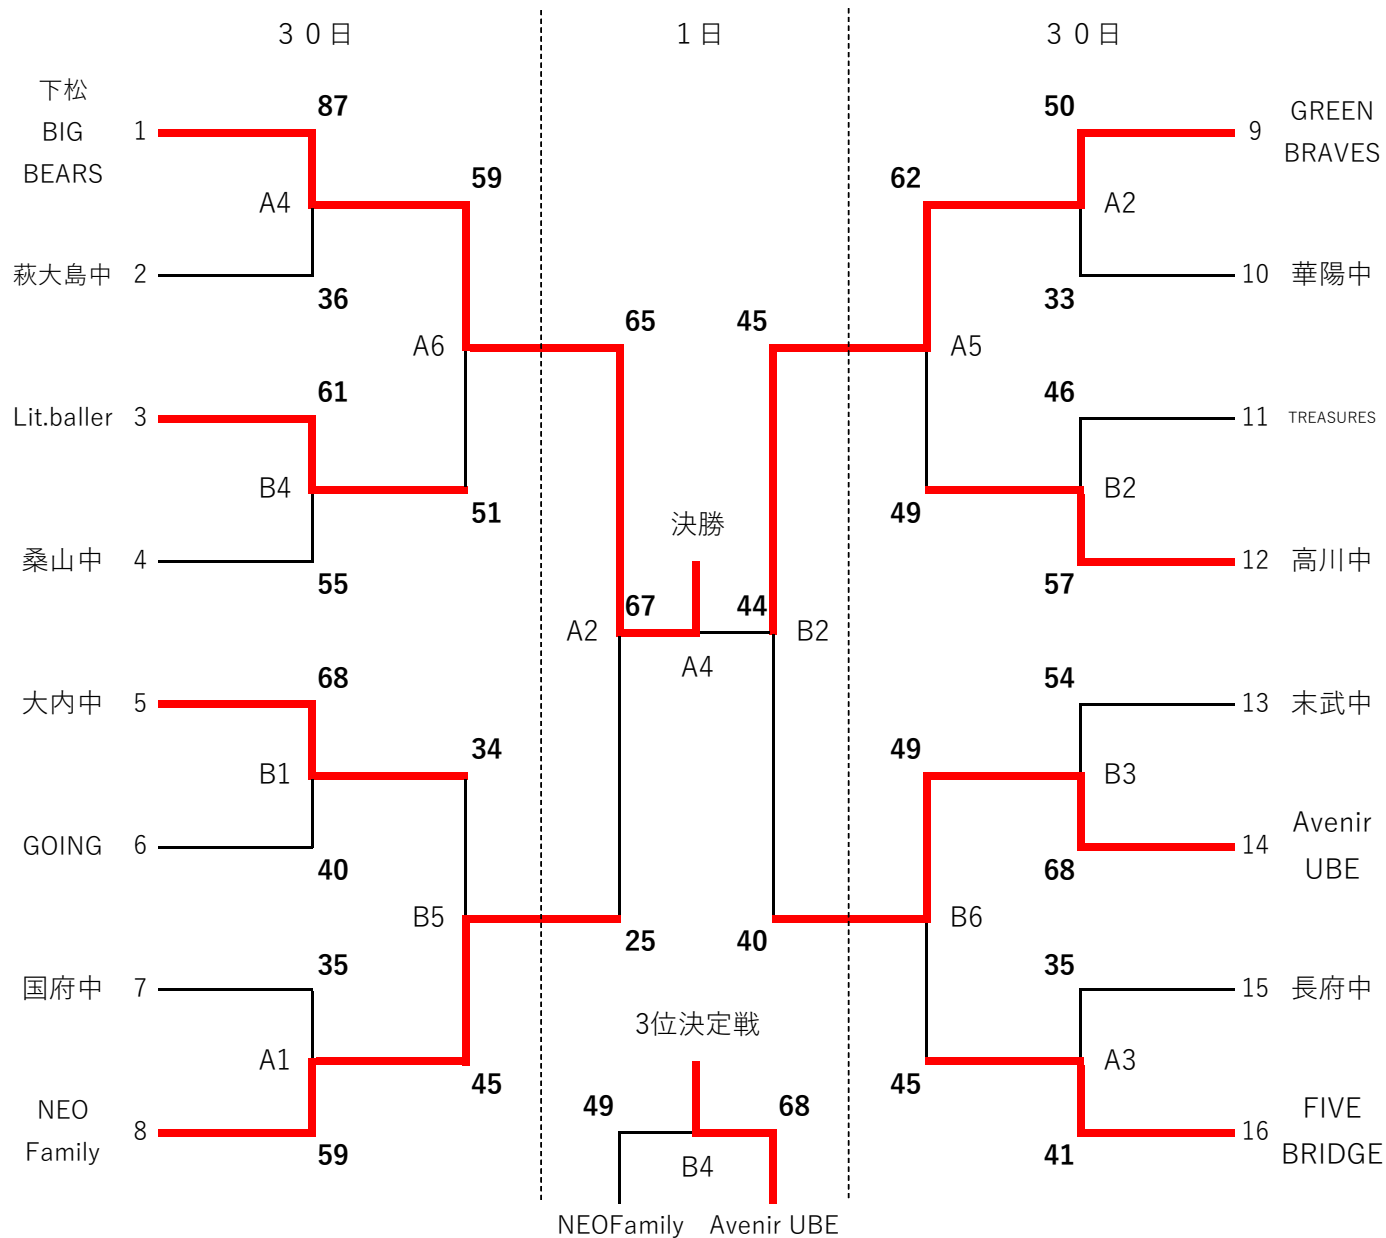 ３０日
１日
３０日
下松
BIG
BEARS
1
87
A4
萩大島中
2
36
59
A6
Lit.baller
3
61
B4
桑山中
4
55
51
大内中
5
68
B1
GOING
6
40
34
B5
国府中
7
35
A1
NEO
Family
8
59
45
65
A2
25
決勝
67
44
A4
45
B2
40
3位決定戦
49
68
B4
NEOFamily
Avenir UBE
50
9
GREEN
BRAVES
62
A2
33
10
華陽中
A5
46
11
TREASURES
49
B2
57
12
高川中
54
13
末武中
49
B3
68
14
Avenir
UBE
B6
35
15
長府中
45
A3
41
16
FIVE
BRIDGE